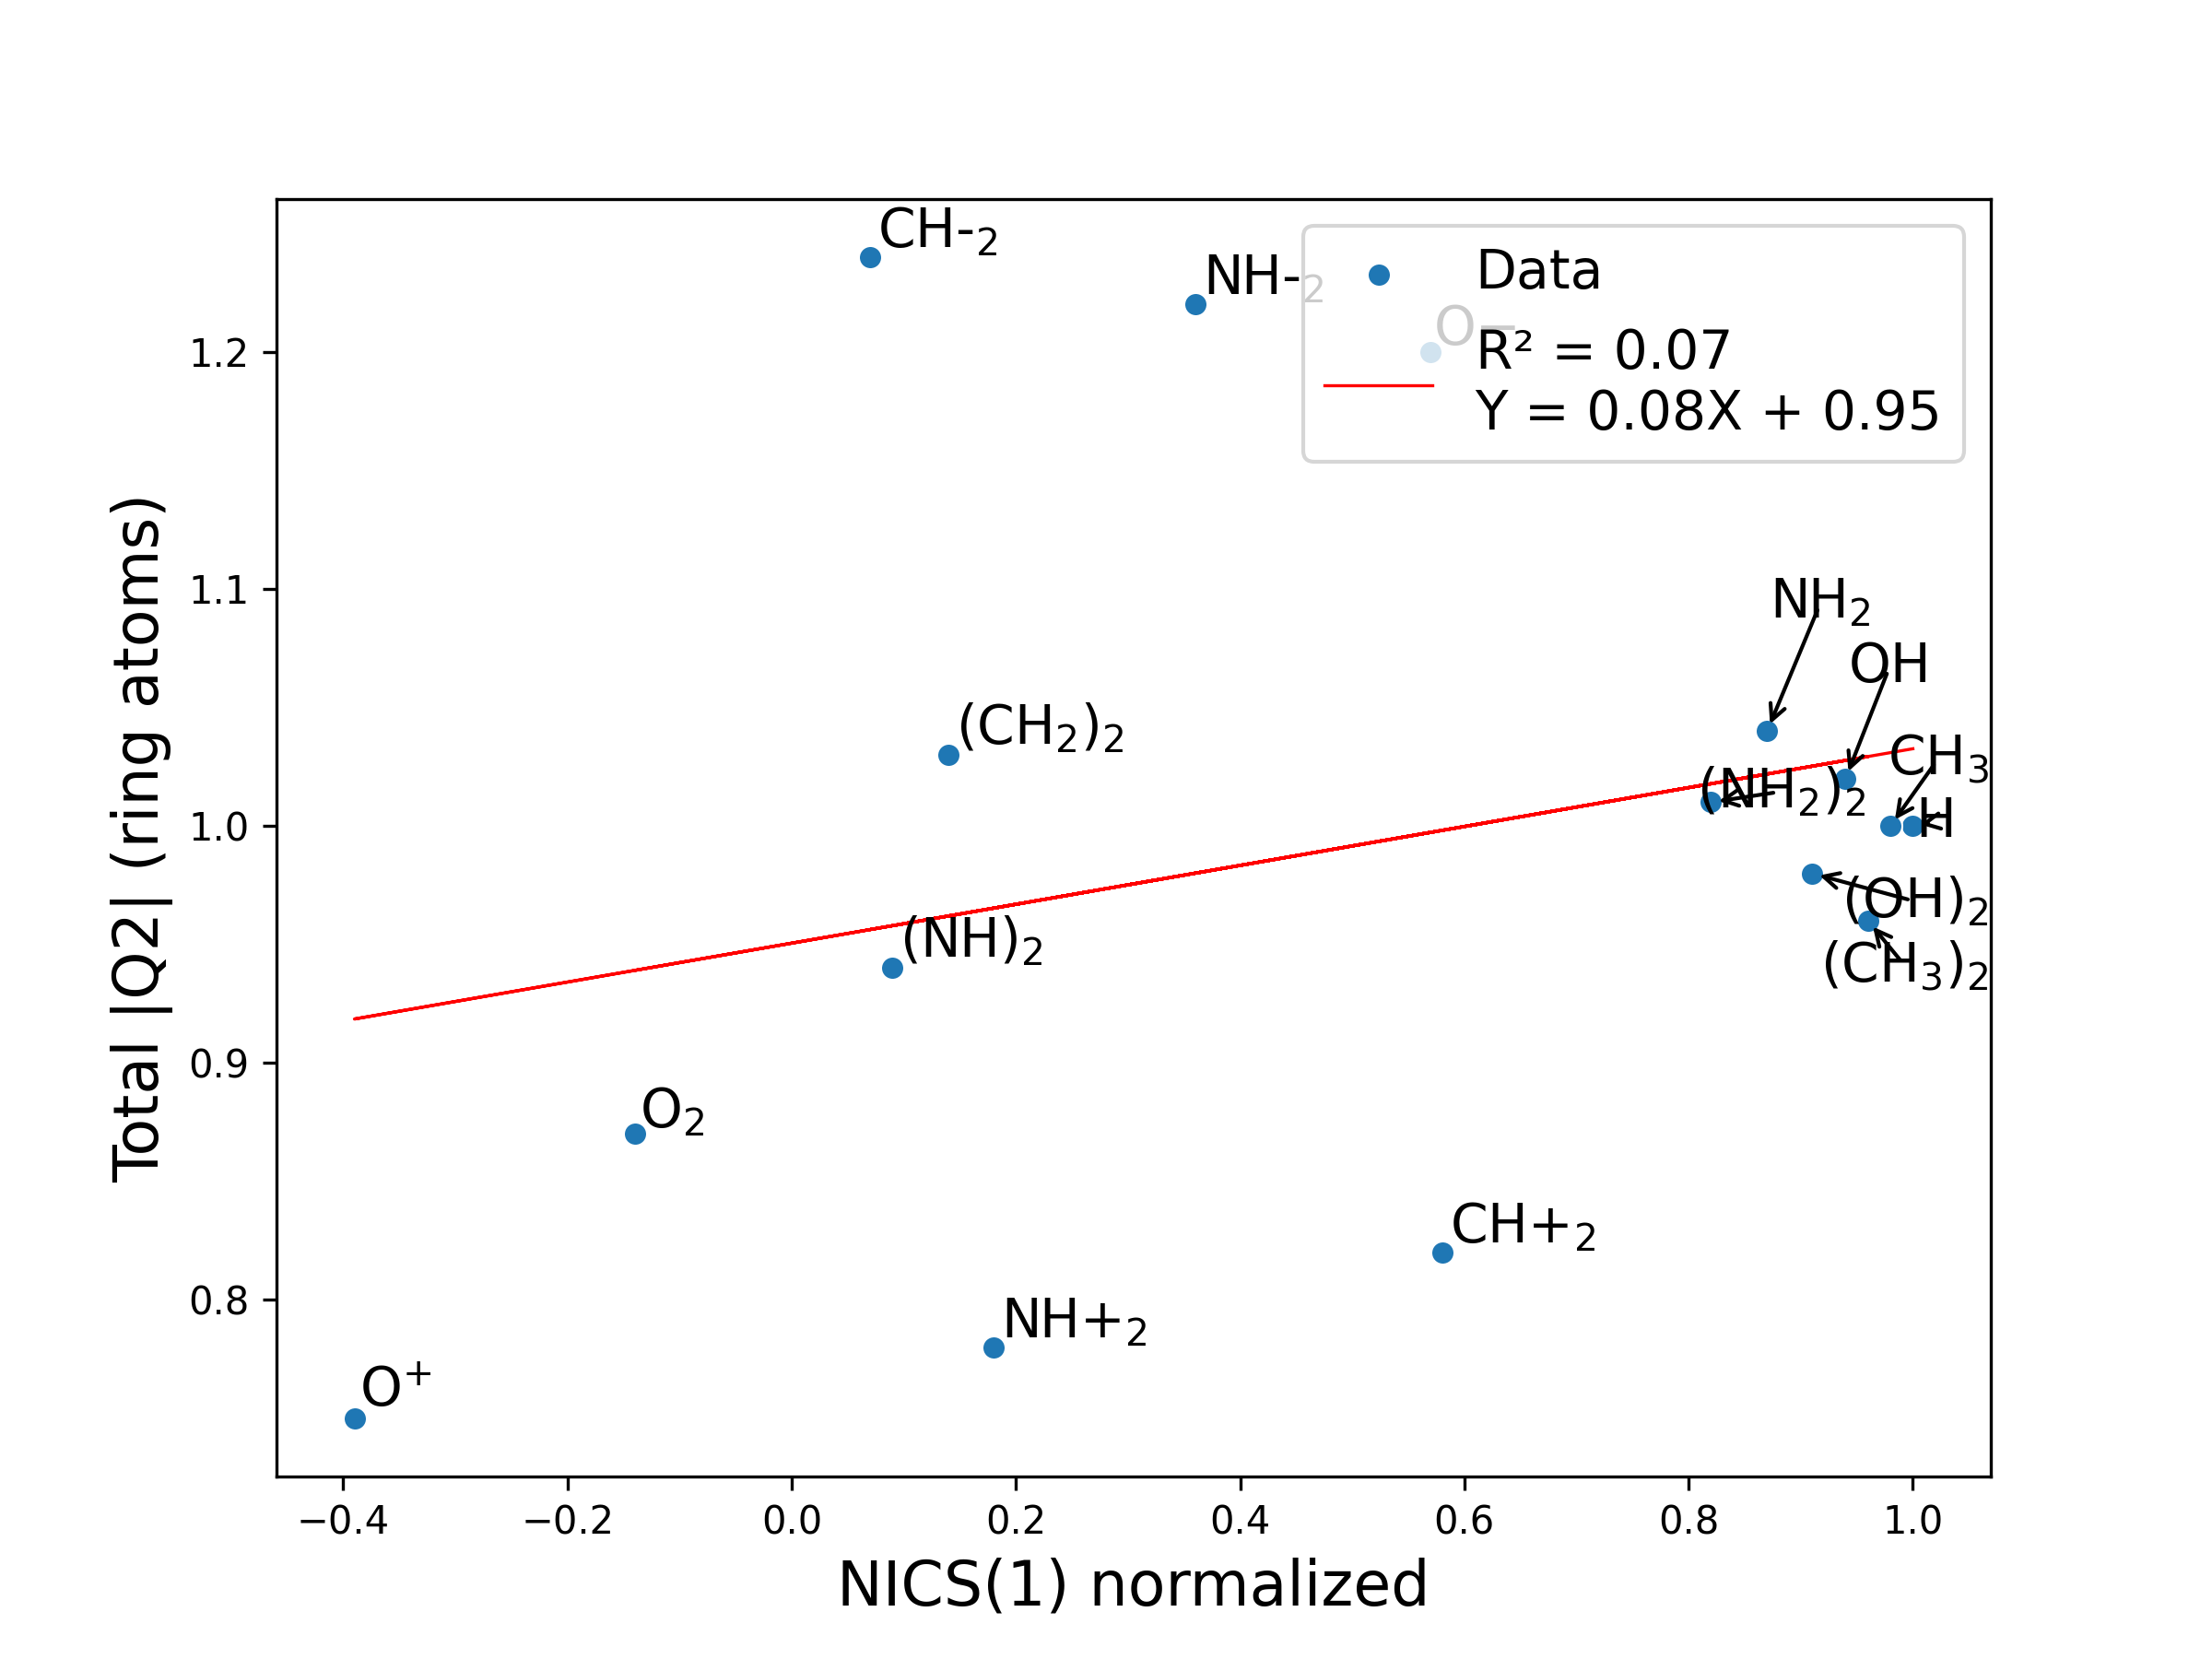 CH-₂
NH-₂
O−
Data
R² = 0.07
Y = 0.08X + 0.95
1.2
1.1
1.0
0.9
0.8
Total |Q2| (ring atoms)
NH₂
OH
(CH₂)₂
CH₃
(NH₂)₂
H
(OH)₂
(NH)₂
(CH₃)₂
O₂
CH+₂
NH+₂
O⁺
−0.4 −0.2 0.0 0.2 0.4 0.6 0.8 1.0
NICS(1) normalized